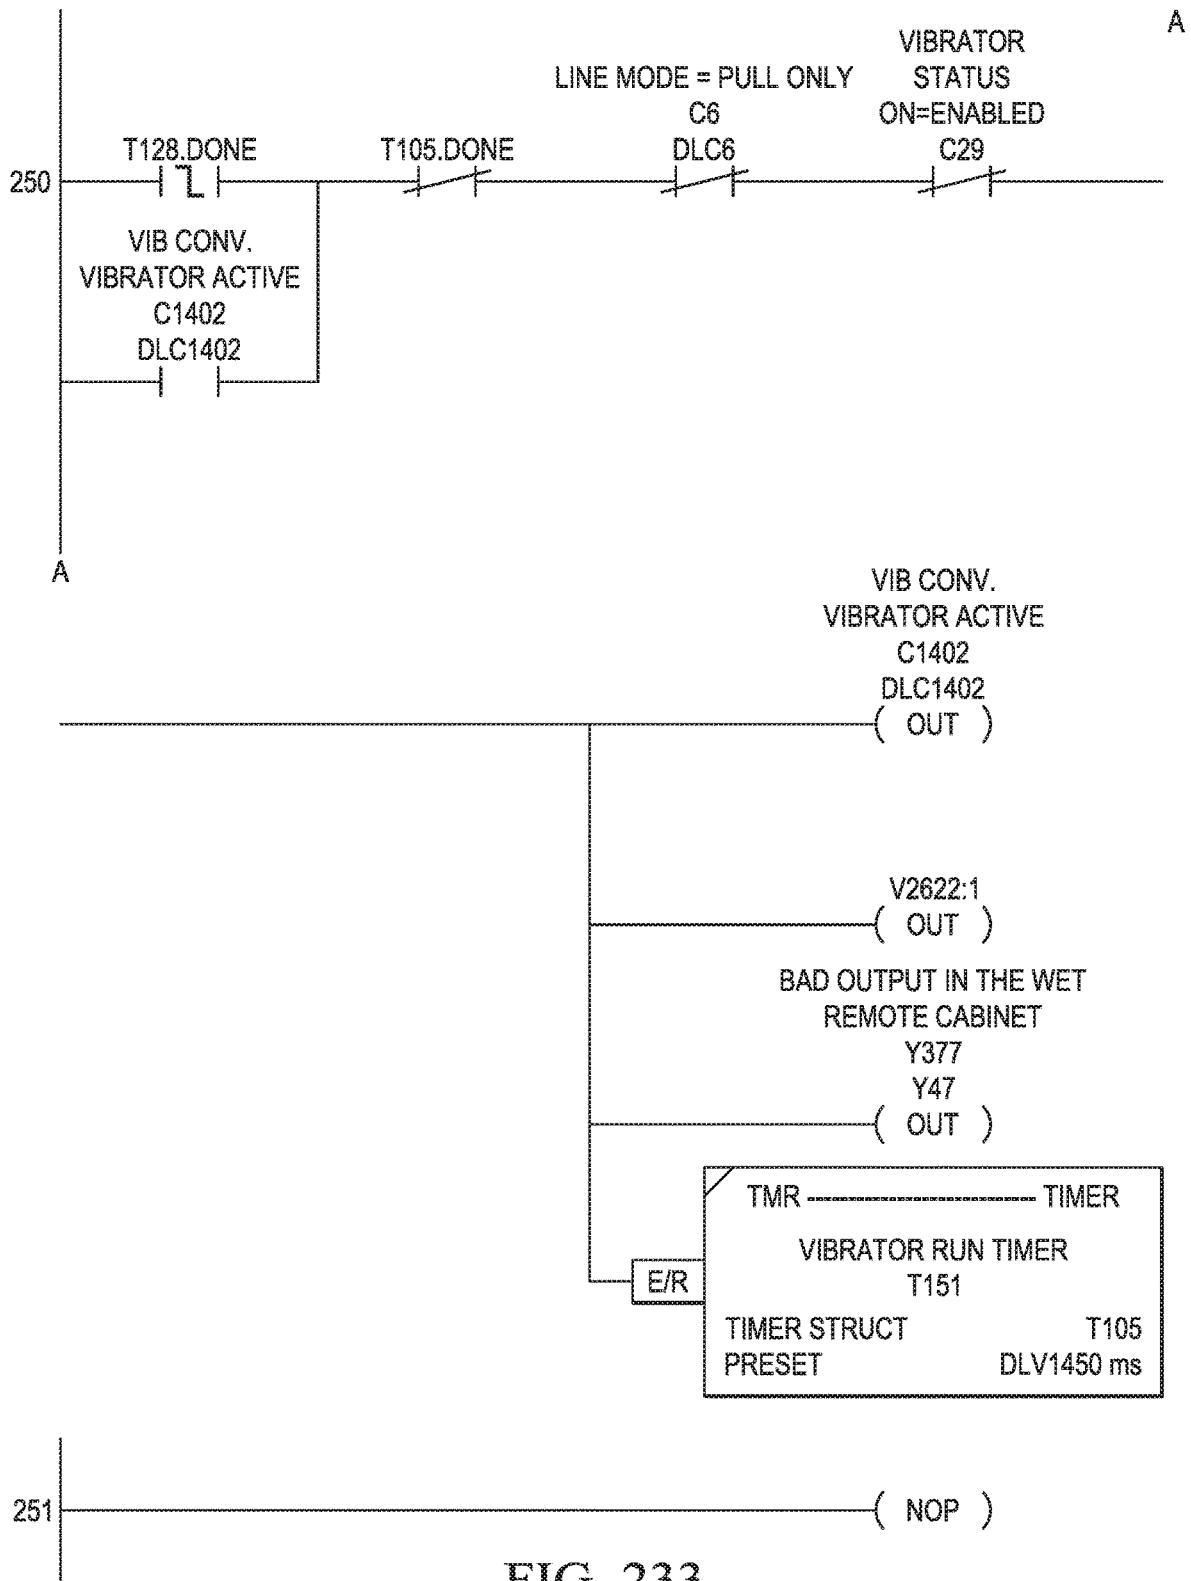 A
VIBRATOR
LINE MODE = PULL ONLY STATUS
C6 ON=ENABLED
T128.DONE T105.DONE DLC6 C29
250
VIB CONV.
VIBRATOR ACTIVE
C1402
DLC1402
A
VIB CONV.
VIBRATOR ACTIVE
C1402
DLC1402
( OUT )
V2622:1
( OUT )
BAD OUTPUT IN THE WET
REMOTE CABINET
Y377
Y47
( OUT )
TMR TIMER
VIBRATOR RUN TIMER
E/R T151
TIMER STRUCT T105
PRESET DLV1450 ms
251 ( NOP )
FIG. 233